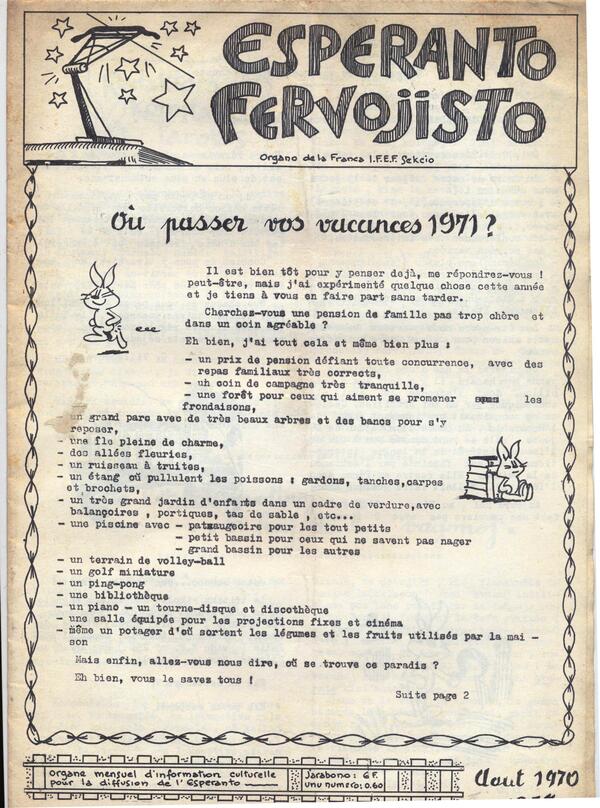 ESPERANTO
FERVOJISTO
Organo de la Franca I.F.E.F. Sekcio
Où passer vos vacances 1971 ?
Il est bien tôt pour y penser dejà, me répondrez-vous !
peut-être, mais j'ai expérimenté quelque chose cette année
et je tiens à vous en faire part sans tarder.
Cherchez-vous une pension de famille pas trop chère et
dans un coin agréable ?
Eh bien, j'ai tout cela et même bien plus :
- un prix de pension défiant toute concurrence, avec des
repas familiaux très corrects,
- uh coin de campagne très tranquille,
- une forêt pour ceux qui aiment se promener sous les
frondaisons,
- un grand parc avec de très beaux arbres et des bancs pour s'y
reposer,
- une île pleine de charme,
- des allées fleuries,
- un ruisseau à truites,
- un étang où pullulent les poissons : gardons, tanches,carpes
et brochets,
- un très grand jardin d'enfants dans un cadre de verdure,avec
balançoires , portiques, tas de sable , etc...
- une piscine avec - pataugeoire pour les tout petits
- petit bassin pour ceux qui ne savent pas nager
- grand bassin pour les autres
- un terrain de volley-ball
- un golf miniature
- un ping-pong
- une bibliothèque
- un piano - un tourne-disque et discothèque
- une salle équipée pour les projections fixes et cinéma
- même un potager d'où sortent les légumes et les fruits utilisés par la mai -
son
Mais enfin, allez-vous nous dire, où se trouve ce paradis ?
Eh bien, vous le savez tous !
Suite page 2
Organe mensuel d'information culturelle
pour la diffusion de l'Esperanto
Jarabono : 6 F.
unu numero: 0.60
Aout 1970